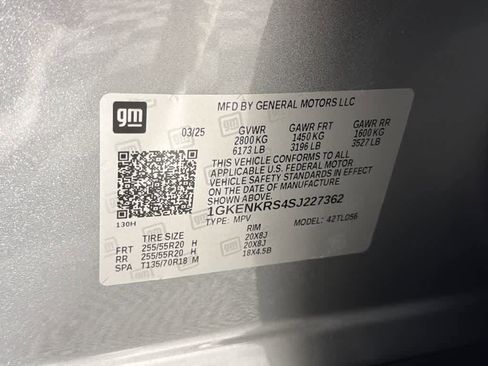 gm
MFD BY GENERAL MOTORS LLC
03/25 GVWR GAWR FRT GAWR RR
2800 KG 1450 KG 1600 KG
6173 LB 3196 LB 3527 LB
THIS VEHICLE CONFORMS TO ALL
APPLICABLE U.S. FEDERAL MOTOR
VEHICLE SAFETY STANDARDS IN EFFECT
ON THE DATE OF MANUFACTURE
SHOWN ABOVE.
1GKENKRS4SJ227362
130H TYPE: MPV 42TL056
TIRE SIZE RIM
FRT 255/55R20 H 20X8J
RR 255/55R20 H 20X8J
SPA T135/70R18 M 18X4.5B